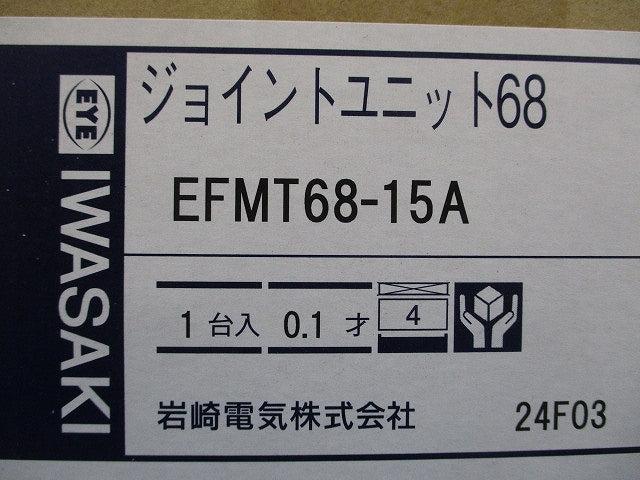 EYE
IWASAKI
ジョイントユニット68
EFMT68-15A
1 台入 0.1 才 4
岩崎電気株式会社 24F03